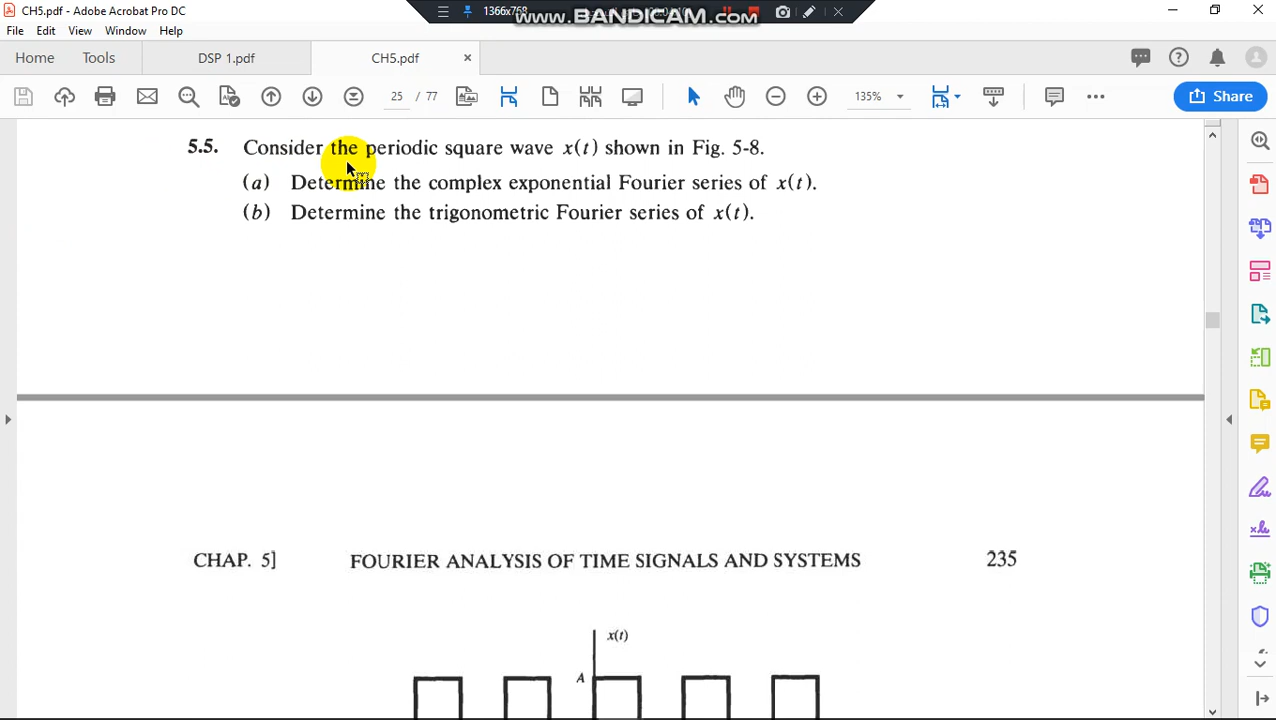 CH5.pdf - Adobe Acrobat Pro DC
1366x768
www.BANDICAM.com
File Edit View Window Help
Home Tools DSP 1.pdf CH5.pdf ×
25 / 77 135% Share
5.5. Consider the periodic square wave x(t) shown in Fig. 5-8.
(a) Determine the complex exponential Fourier series of x(t).
(b) Determine the trigonometric Fourier series of x(t).
CHAP. 5] FOURIER ANALYSIS OF TIME SIGNALS AND SYSTEMS 235
x(t)
A